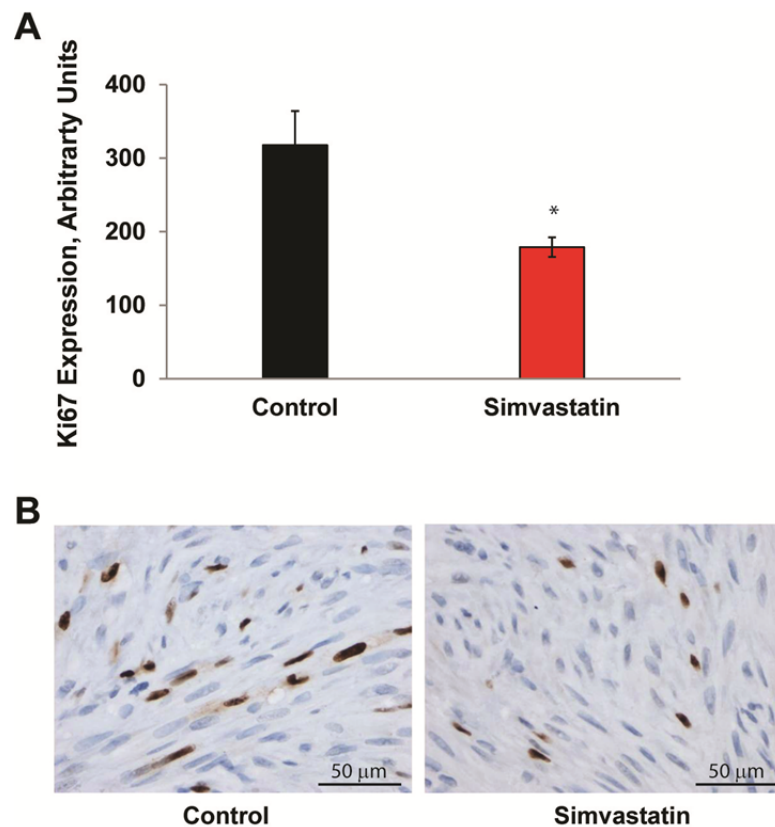 A
Ki67 Expression, Arbitrarty Units
400
300
200
100
0
*
Control
Simvastatin
B
50 μm
50 μm
Control
Simvastatin